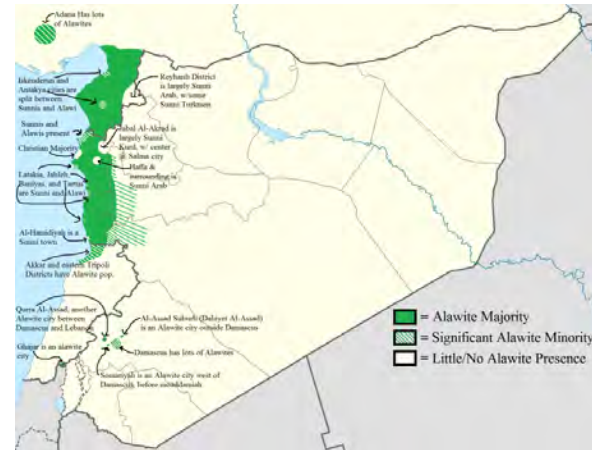 Adana Has lots
of Alawites
Iskenderun and
Antakya cities are
split between
Sunnis and Alawi
Reyhanlı District
is largely Sunni
Arab, w/some
Sunni Turkmen
Sunnis and
Alawis present
Jabal Al-Akrad is
largely Sunni
Kurd, w/ center
@ Salma city
Christian Majority
Haffa &
surrounding is
Sunni Arab
Latakia, Jableh,
Baniyas, and Tartus
are Sunni and Alawi
Al-Hamidiyah is a
Sunni town
Akkar and eastern Tripoli
Districts have Alawite pop.
Qurra Al-Assad, another
Alawite city between
Damascus and Lebanon
Al-Assad Suburb (Dahiyet Al-Assad)
is an Alawite city outside Damascus
Ghajar is an alawite
city
Damascus has lots of Alawites
Somariyah is an Alawite city west of
Damascus, before
= Alawite Majority
= Significant Alawite Minority
= Little/No Alawite Presence